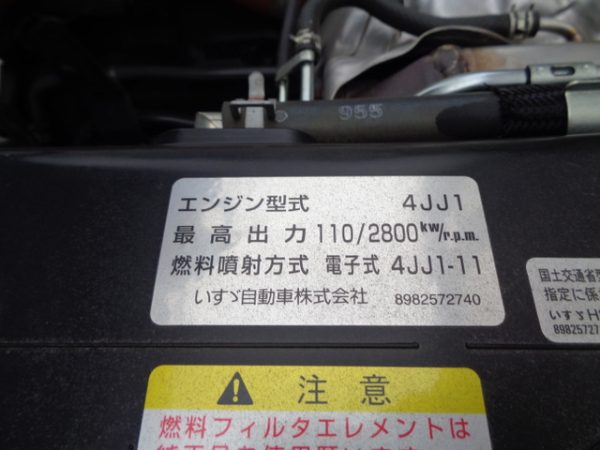 955
エンジン型式 4JJ1
最高出力 110/2800kw/r.p.m.
燃料噴射方式 電子式 4JJ1-11
いすゞ自動車株式会社 8982572740
国土交通省
指定に係
いすゞH
89825727
注意
燃料フィルタエレメントは